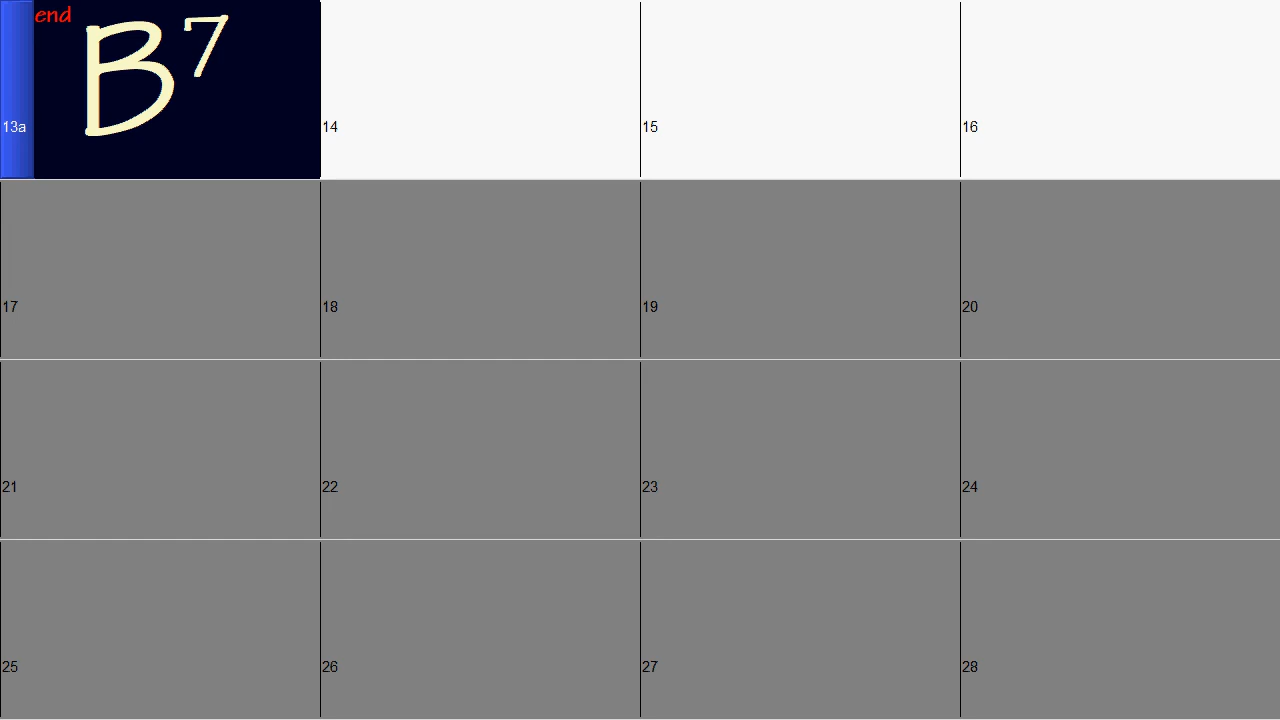 end
B7
13a 14 15 16
17 18 19 20
21 22 23 24
25 26 27 28